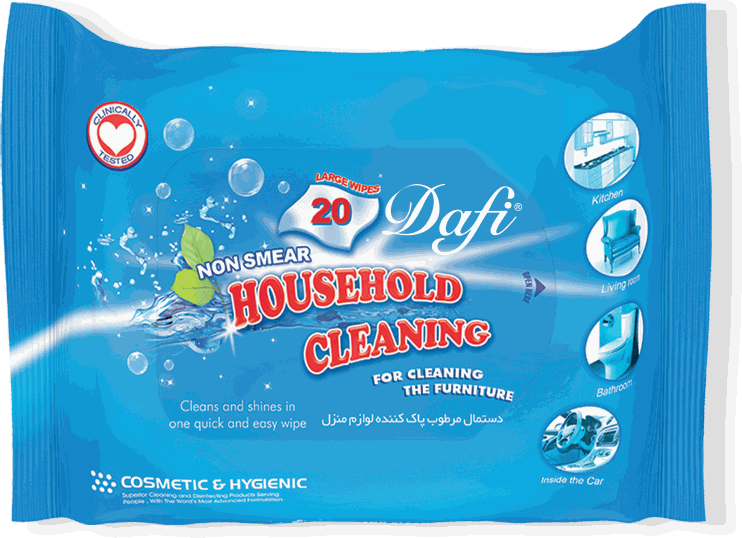 CLINICALLY
TESTED
LARGE WIPES
20
Dafi®
NON SMEAR
HOUSEHOLD
CLEANING
FOR CLEANING
THE FURNITURE
Cleans and shines in
one quick and easy wipe
دستمال مرطوب پاک کننده لوازم منزل
Kitchen
Living room
Bathroom
Inside the Car
COSMETIC & HYGIENIC
Superior Cleaning and Disinfecting Products Serving
People , With The Word's Most Advanced Formulation